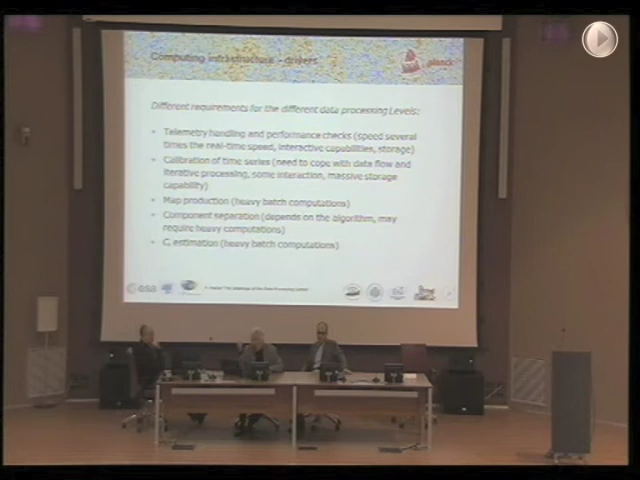 Computing infrastructure - drivers
planck
Different requirements for the different data processing Levels:
Telemetry handling and performance checks (speed several
times the real-time speed, interactive capabilities, storage)
Calibration of time series (need to cope with data flow and
iterative processing, some interaction, massive storage
capability)
Map production (heavy batch computations)
Component separation (depends on the algorithm, may
require heavy computations)
Cₗ estimation (heavy batch computations)
esa